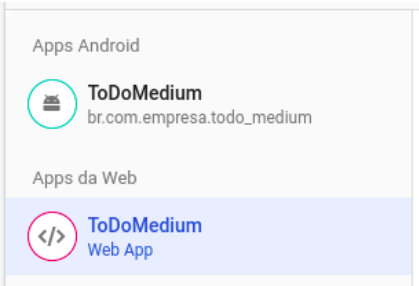 Apps Android
ToDoMedium
br.com.empresa.todo_medium
Apps da Web
ToDoMedium
Web App